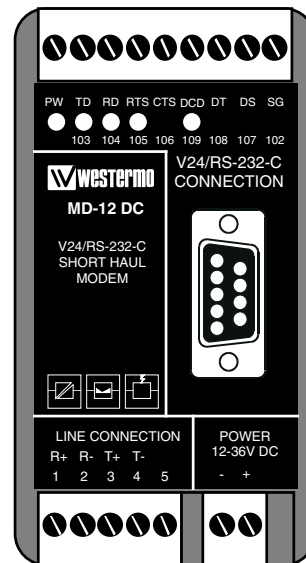 PW TD RD RTS CTS DCD DT DS SG
103 104 105 106 109 108 107 102
westermo
MD-12 DC
V24/RS-232-C
SHORT HAUL
MODEM
V24/RS-232-C
CONNECTION
LINE CONNECTION
R+ R- T+ T-
1 2 3 4 5
POWER
12-36V DC
- +